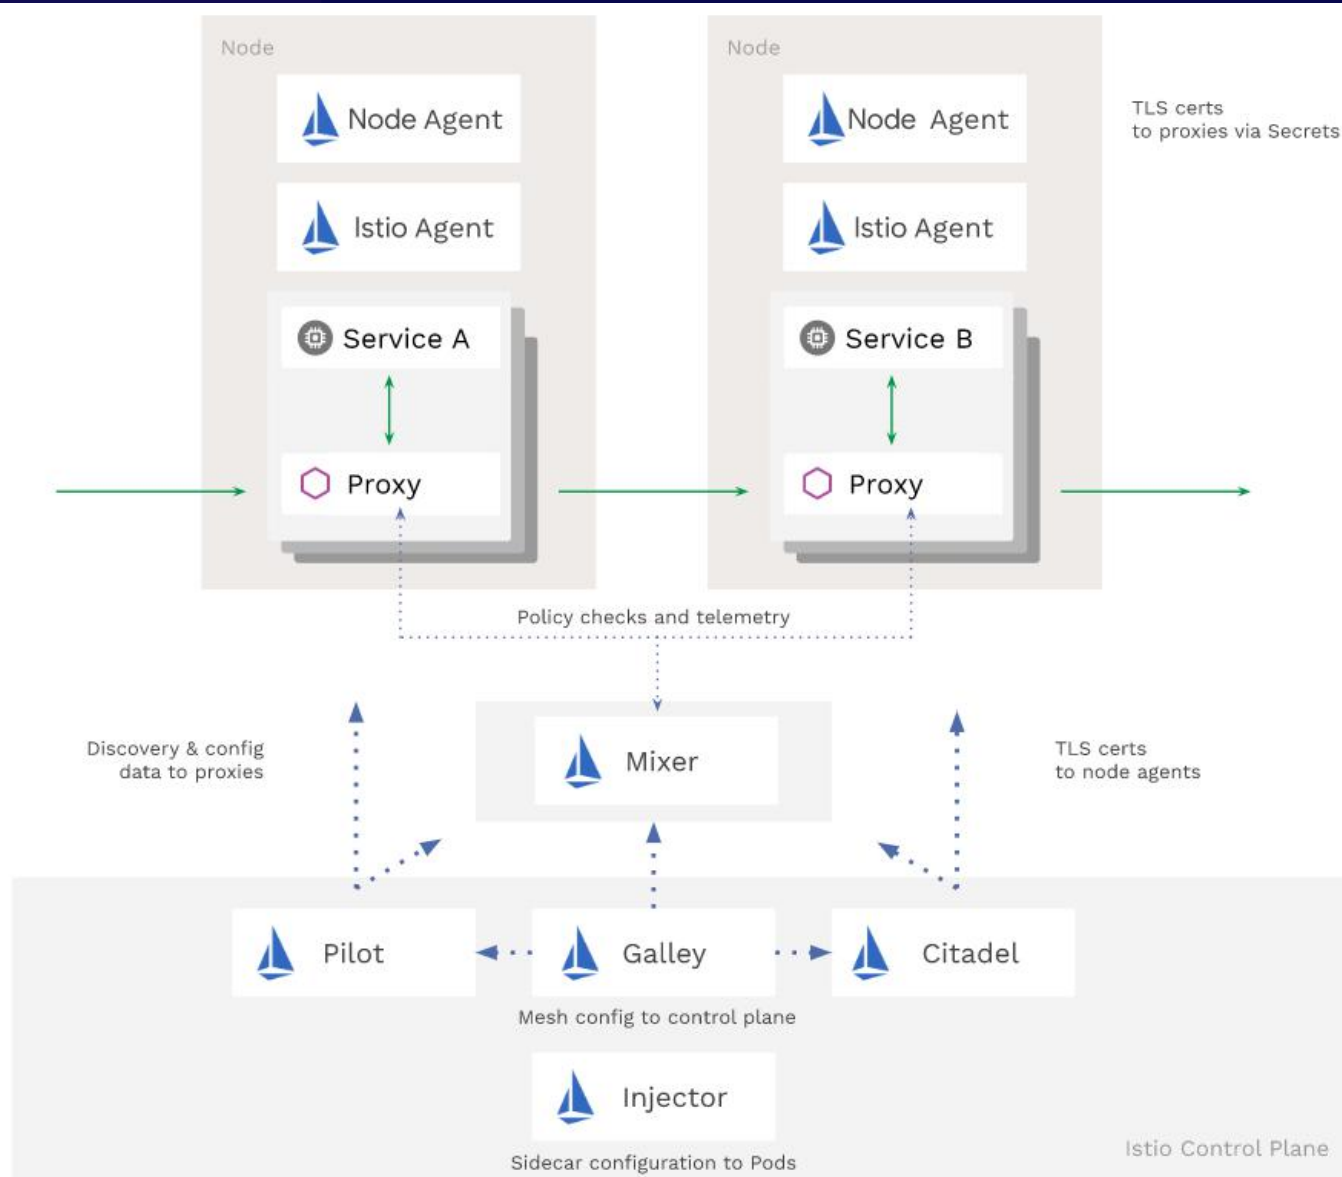 Node
Node Agent
Istio Agent
Service A
Proxy
Node
Node Agent
Istio Agent
Service B
Proxy
TLS certs
to proxies via Secrets
Policy checks and telemetry
Discovery & config
data to proxies
Mixer
TLS certs
to node agents
Pilot
Galley
Citadel
Mesh config to control plane
Injector
Sidecar configuration to Pods
Istio Control Plane